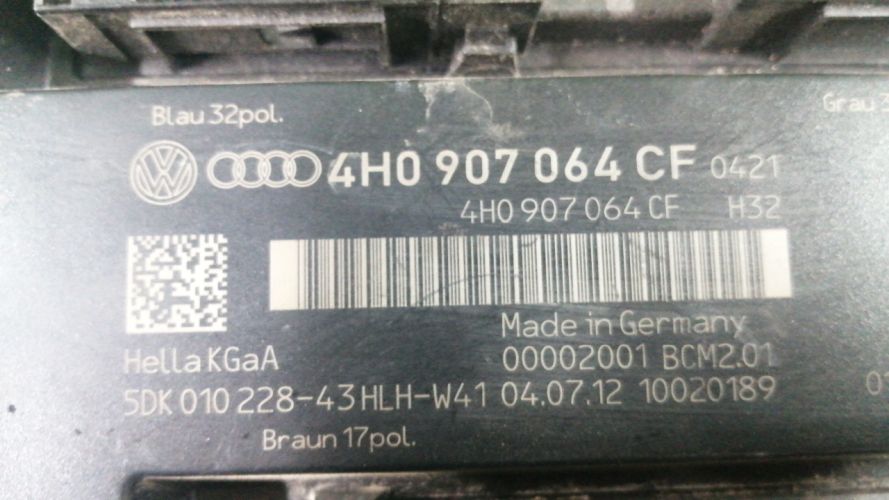 Blau 32pol.
Grau
VW 4H0 907 064 CF 0421
4H0 907 064 CF H32
Made in Germany
Hella KGaA 00002001 BCM2.01
5DK 010 228-43 HLH-W41 04.07.12 10020189
Braun 17pol.